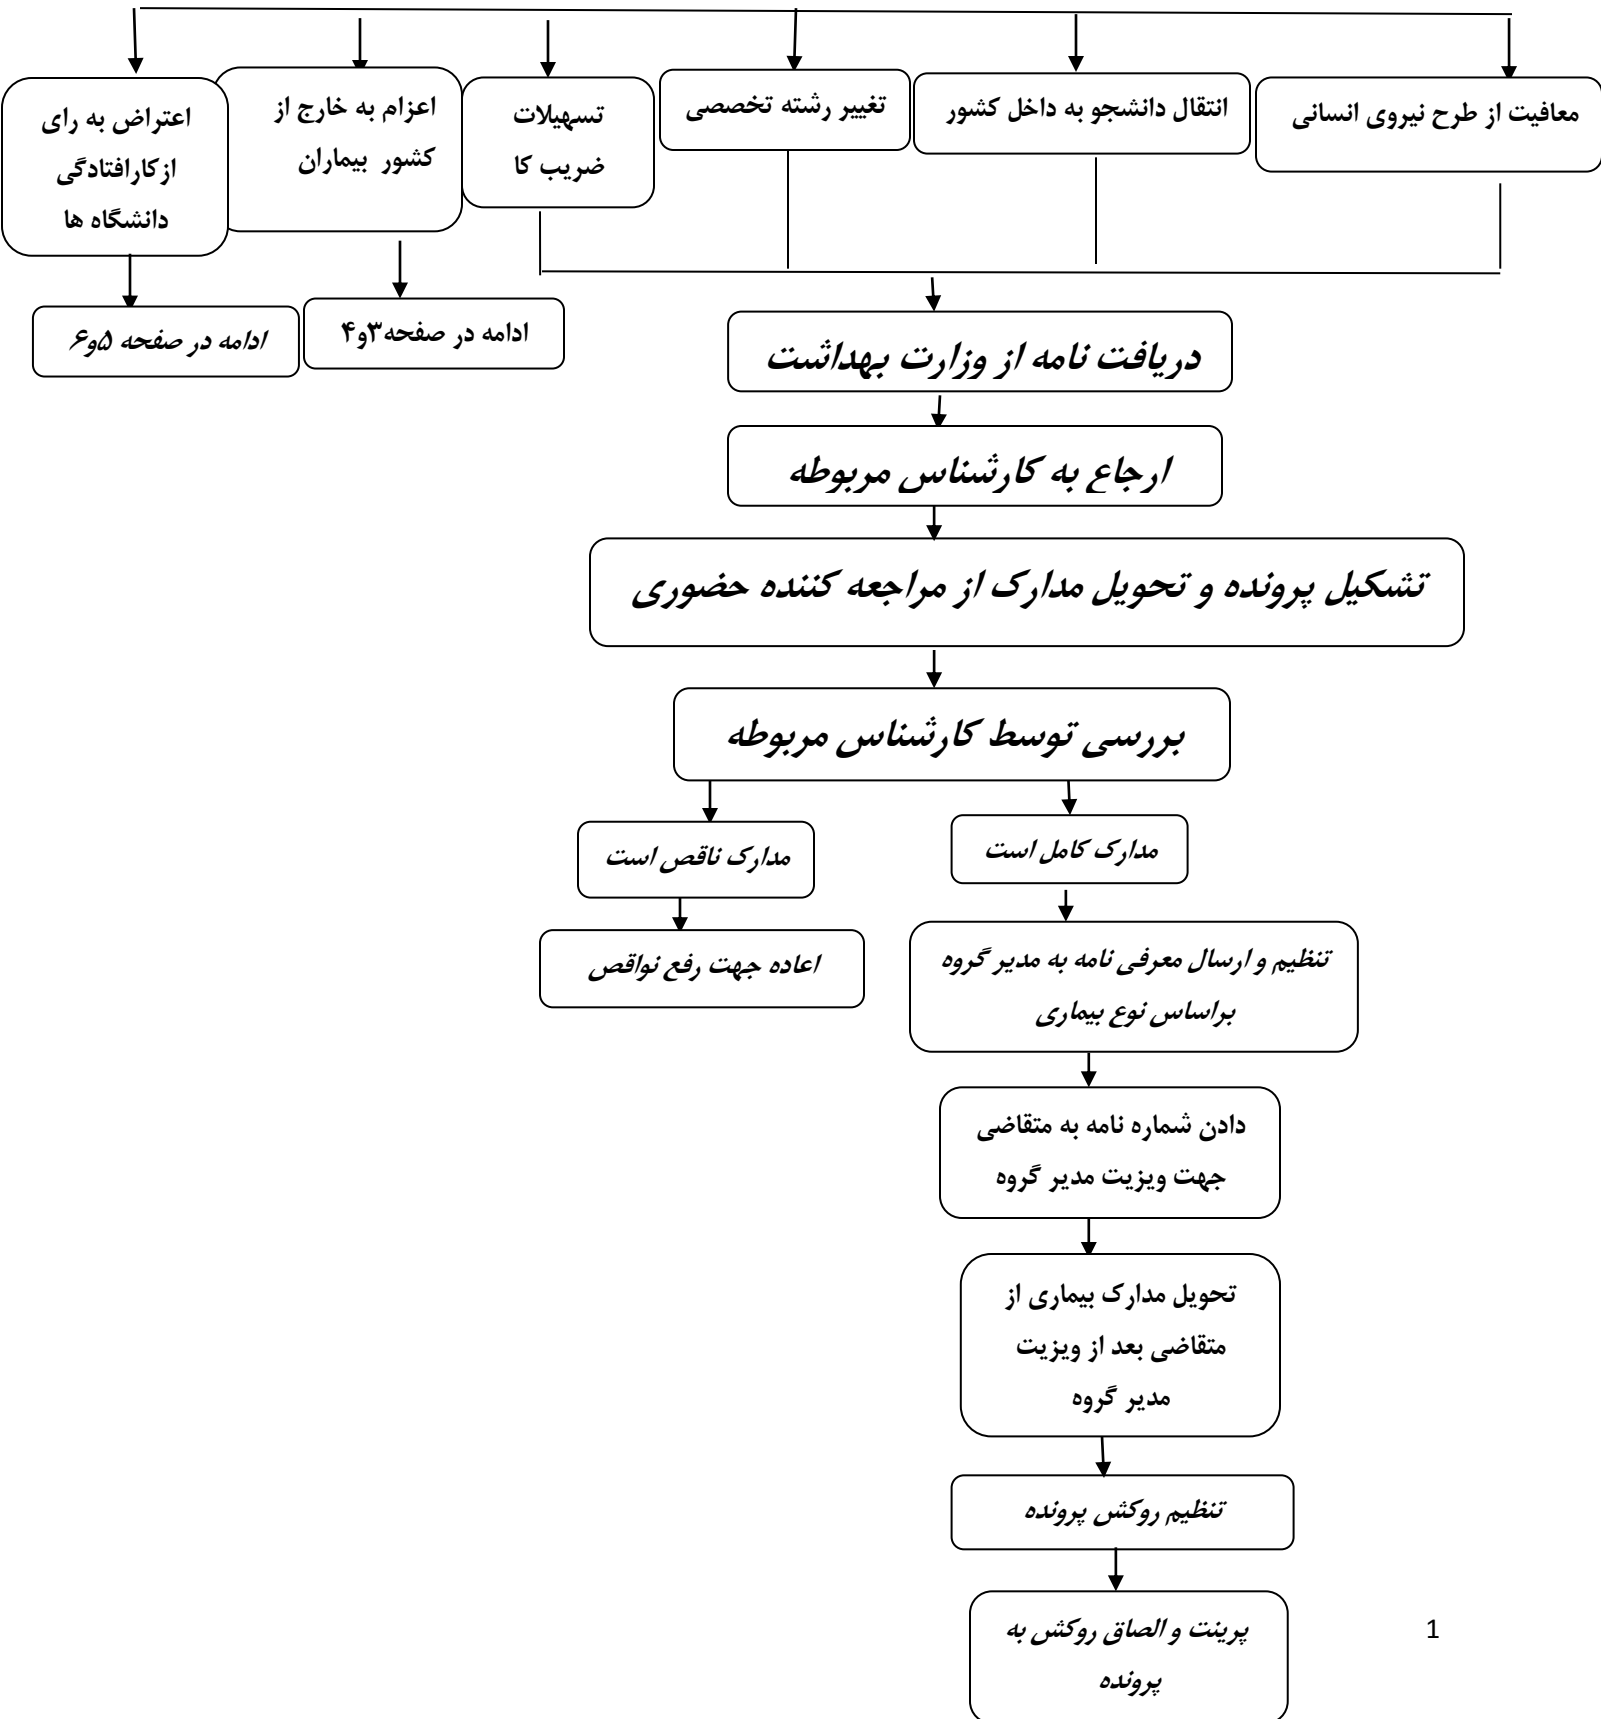 معافیت از طرح نیروی انسانی
انتقال دانشجو به داخل کشور
تغییر رشته تخصصی
تسهیلات
ضریب کا
اعزام به خارج از
کشور بیماران
اعتراض به رای
ازکارافتادگی
دانشگاه ها
ادامه در صفحه۳و۴
ادامه در صفحه ۵و۶
دریافت نامه از وزارت بهداشت
ارجاع به کارشناس مربوطه
تشکیل پرونده و تحویل مدارک از مراجعه کننده حضوری
بررسی توسط کارشناس مربوطه
مدارک کامل است
مدارک ناقص است
اعاده جهت رفع نواقص
تنظیم و ارسال معرفی نامه به مدیر گروه
براساس نوع بیماری
دادن شماره نامه به متقاضی
جهت ویزیت مدیر گروه
تحویل مدارک بیماری از
متقاضی بعد از ویزیت
مدیر گروه
تنظیم روکش پرونده
پرینت و الصاق روکش به
پرونده
1